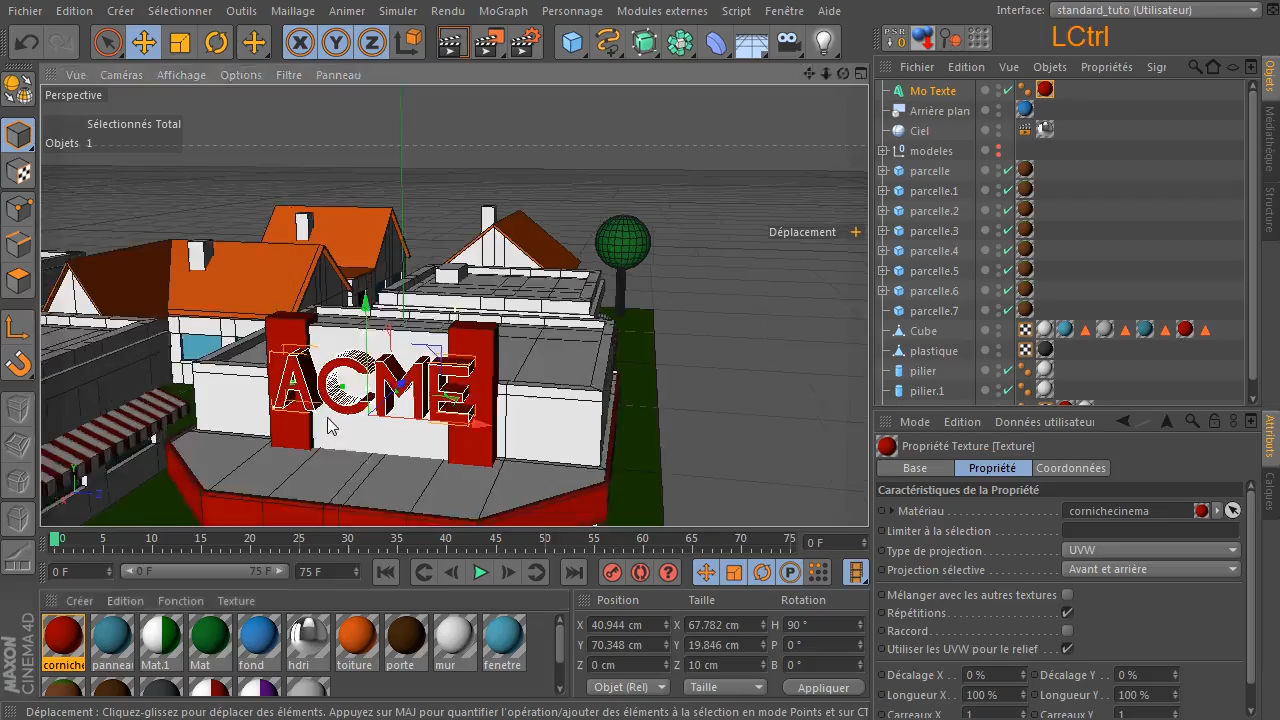 Fichier Edition Créer Sélectionner Outils Maillage Animer Simuler Rendu MoGraph Personnage Modules externes Script Fenêtre Aide
Interface: standard_tuto (Utilisateur)
X Y Z
PSR
0
LCtrl
Vue Caméras Affichage Options Filtre Panneau
Fichier Edition Vue Objets Propriétés
Perspective
Sélectionnés Total
Objets 1
Déplacement
ACME
Mo Texte
Arrière plan
Ciel
modeles
parcelle
parcelle.1
parcelle.2
parcelle.3
parcelle.4
parcelle.5
parcelle.6
parcelle.7
Cube
plastique
pilier
pilier.1
Objets
Médiathèque
Structure
Mode Edition Données utilisateur
Propriété Texture [Texture]
Base Propriété Coordonnées
Caractéristiques de la Propriété
Matériau cornichecinema
Limiter à la sélection
Type de projection UVW
Projection sélective Avant et arrière
Mélanger avec les autres textures
Répétitions
Raccord
Utiliser les UVW pour le relief
Décalage X 0 % Décalage Y 0 %
Longueur X 100 % Longueur Y 100 %
Carreaux X 1 Carreaux Y 1
Attributs
Calques
0 5 10 15 20 25 30 35 40 45 50 55 60 65 70 75
0 F
0 F 0 F 75 F 75 F
P
Créer Edition Fonction Texture
corniche pannea Mat.1 Mat fond hdri toiture porte mur fenetre
Position Taille Rotation
X 40.944 cm X 67.782 cm H 90 °
Y 70.348 cm Y 19.846 cm P 0 °
Z 0 cm Z 10 cm B 0 °
Objet (Rel) Taille Appliquer
MAXON
CINEMA 4D
Déplacement : Cliquez-glissez pour déplacer des éléments. Appuyez sur MAJ pour quantifier l'opération/ajouter des éléments à la sélection en mode Points et sur CT